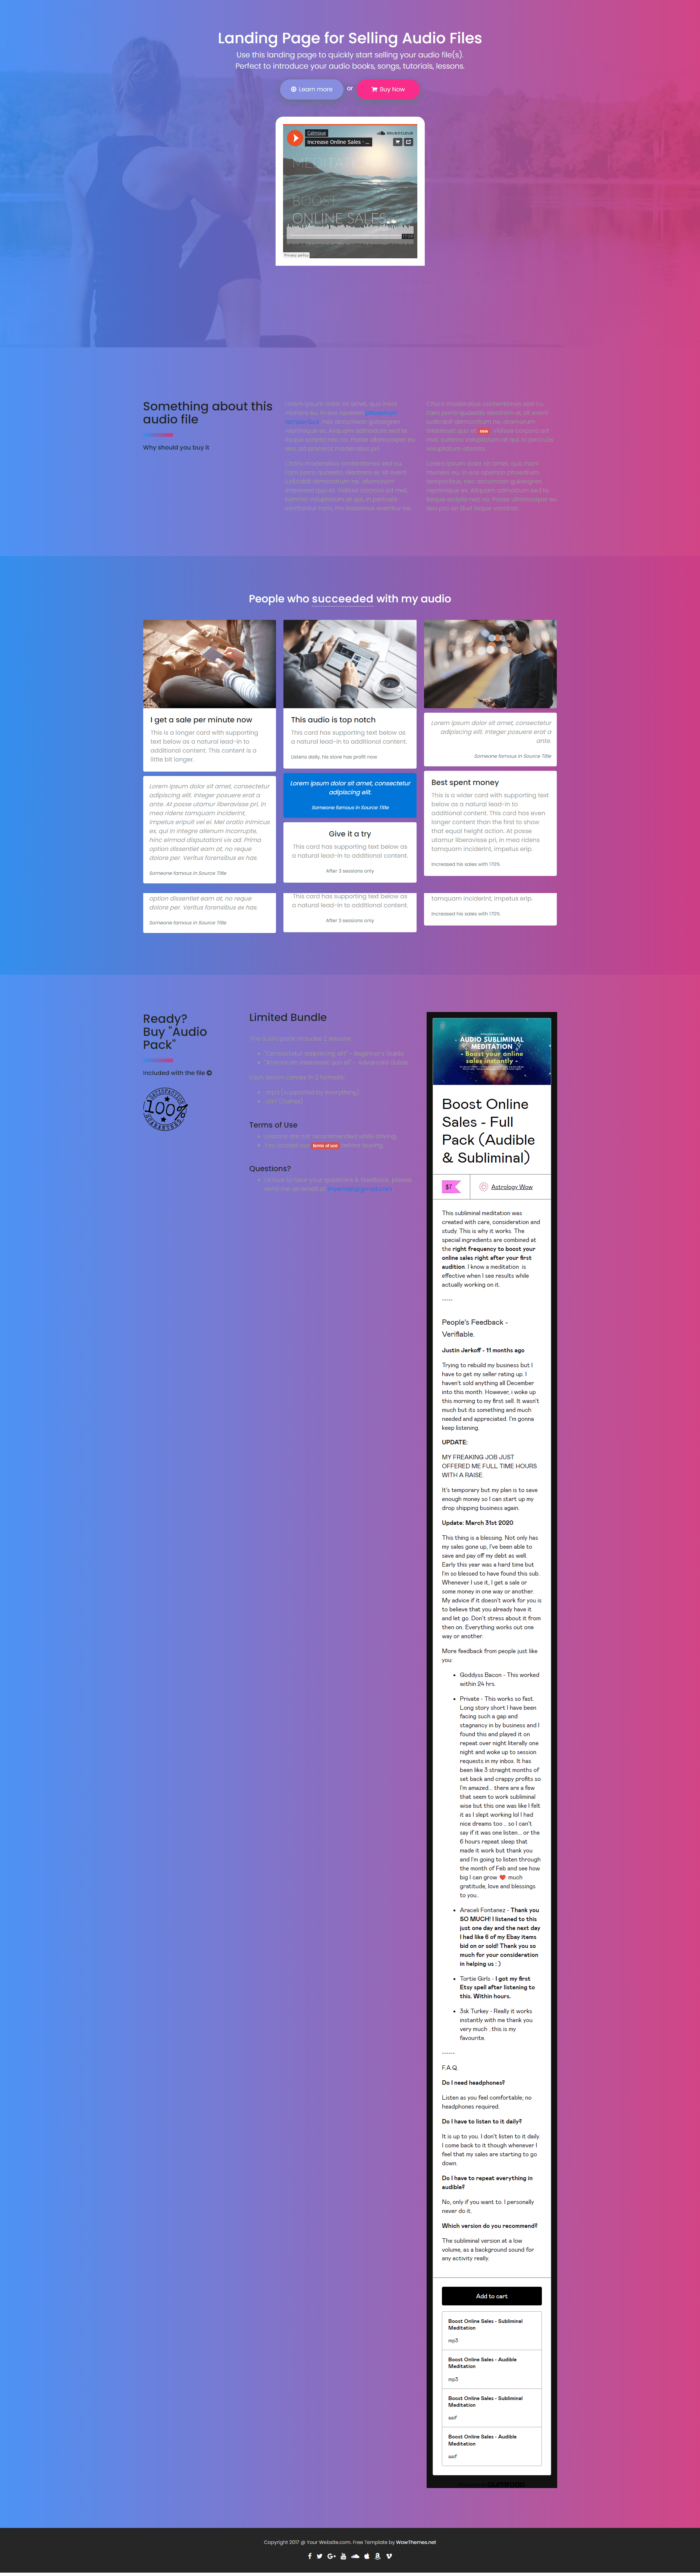 Landing Page for Selling Audio Files
Use this landing page to quickly start selling your audio file(s).
Perfect to introduce your audio books, songs, tutorials, lessons.
Learn more
or
Buy Now
Calmique
SOUNDCLOUD
Increase Online Sales - ...
BOOST
ONLINE SALES
Privacy policy
Something about this
audio file
Why should you buy it
new
People who succeeded with my audio
I get a sale per minute now
This is a longer card with supporting
text below as a natural lead-in to
additional content. This content is a
little bit longer.
Lorem ipsum dolor sit amet, consectetur
adipiscing elit. Integer posuere erat a
ante. At posse utamur liberavisse pri, in
mea ridens tamquam inciderint,
impetus eripuit vel ei. Mel oratio inimicus
ex, qui in integre alienum incorrupte,
hinc eirmod disputationi vis ad. Prima
option dissentiet eam at, no reque
dolore per. Veritus forensibus ex has.
Someone famous in Source Title
option dissentiet eam at, no reque
dolore per. Veritus forensibus ex has.
Someone famous in Source Title
This audio is top notch
This card has supporting text below as
a natural lead-in to additional content.
Listens daily, his store has profit now
Lorem ipsum dolor sit amet, consectetur
adipiscing elit.
Someone famous in Source Title
Give it a try
This card has supporting text below as
a natural lead-in to additional content.
After 3 sessions only
This card has supporting text below as
a natural lead-in to additional content.
After 3 sessions only
Lorem ipsum dolor sit amet, consectetur
adipiscing elit. Integer posuere erat a
ante.
Someone famous in Source Title
Best spent money
This is a wider card with supporting text
below as a natural lead-in to
additional content. This card has even
longer content than the first to show
that equal height action. At posse
utamur liberavisse pri, in mea ridens
tamquam inciderint, impetus erip.
Increased his sales with 170%
tamquam inciderint, impetus erip.
Increased his sales with 170%
Ready?
Buy "Audio
Pack"
Included with the file
SATISFACTION
100%
GUARANTEED
Limited Bundle
Terms of Use
terms of use
Questions?
AUDIO SUBLIMINAL
MEDITATION
- Boost your online
sales instantly -
Boost Online
Sales - Full
Pack (Audible
& Subliminal)
$7
Astrology Wow
This subliminal meditation was
created with care, consideration and
study. This is why it works. The
special ingredients are combined at
the right frequency to boost your
online sales right after your first
audition. I know a meditation is
effective when I see results while
actually working on it.
-----
People's Feedback -
Verifiable.
Justin Jerkoff - 11 months ago
Trying to rebuild my business but I
have to get my seller rating up. I
haven't sold anything all December
into this month. However, i woke up
this morning to my first sell. It wasn't
much but its something and much
needed and appreciated. I'm gonna
keep listening.
UPDATE:
MY FREAKING JOB JUST
OFFERED ME FULL TIME HOURS
WITH A RAISE.
It's temporary but my plan is to save
enough money so I can start up my
drop shipping business again.
Update: March 31st 2020
This thing is a blessing. Not only has
my sales gone up, I've been able to
save and pay off my debt as well.
Early this year was a hard time but
I'm so blessed to have found this sub.
Whenever I use it, I get a sale or
some money in one way or another.
My advice if it doesn't work for you is
to believe that you already have it
and let go. Don't stress about it from
then on. Everything works out one
way or another.
More feedback from people just like
you:
Goddyss Bacon - This worked
within 24 hrs.
Private - This works so fast.
Long story short I have been
facing such a gap and
stagnancy in by business and I
found this and played it on
repeat over night literally one
night and woke up to session
requests in my inbox. It has
been like 3 straight months of
set back and crappy profits so
I'm amazed... there are a few
that seem to work subliminal
wise but this one was like I felt
it as I slept working lol I had
nice dreams too... so I can't
say if it was one listen... or the
6 hours repeat sleep that
made it work but thank you
and I'm going to listen through
the month of Feb and see how
big I can grow ❤️ much
gratitude, love and blessings
to you..
Araceli Fontanez - Thank you
SO MUCH! I listened to this
just one day and the next day
I had like 6 of my Ebay items
bid on or sold! Thank you so
much for your consideration
in helping us : )
Tortie Girls - I got my first
Etsy spell after listening to
this. Within hours.
3sk Turkey - Really it works
instantly with me thank you
very much ..this is my
favourite.
------
F.A.Q.
Do I need headphones?
Listen as you feel comfortable; no
headphones required.
Do I have to listen to it daily?
It is up to you. I don't listen to it daily.
I come back to it though whenever I
feel that my sales are starting to go
down.
Do I have to repeat everything in
audible?
No, only if you want to. I personally
never do it.
Which version do you recommend?
The subliminal version at a low
volume, as a background sound for
any activity really.
Add to cart
Boost Online Sales - Subliminal
Meditation
mp3
Boost Online Sales - Audible
Meditation
mp3
Boost Online Sales - Subliminal
Meditation
aaif
Boost Online Sales - Audible
Meditation
aaif
Copyright 2017 @ Your Website.com. Free Template by WowThemes.net